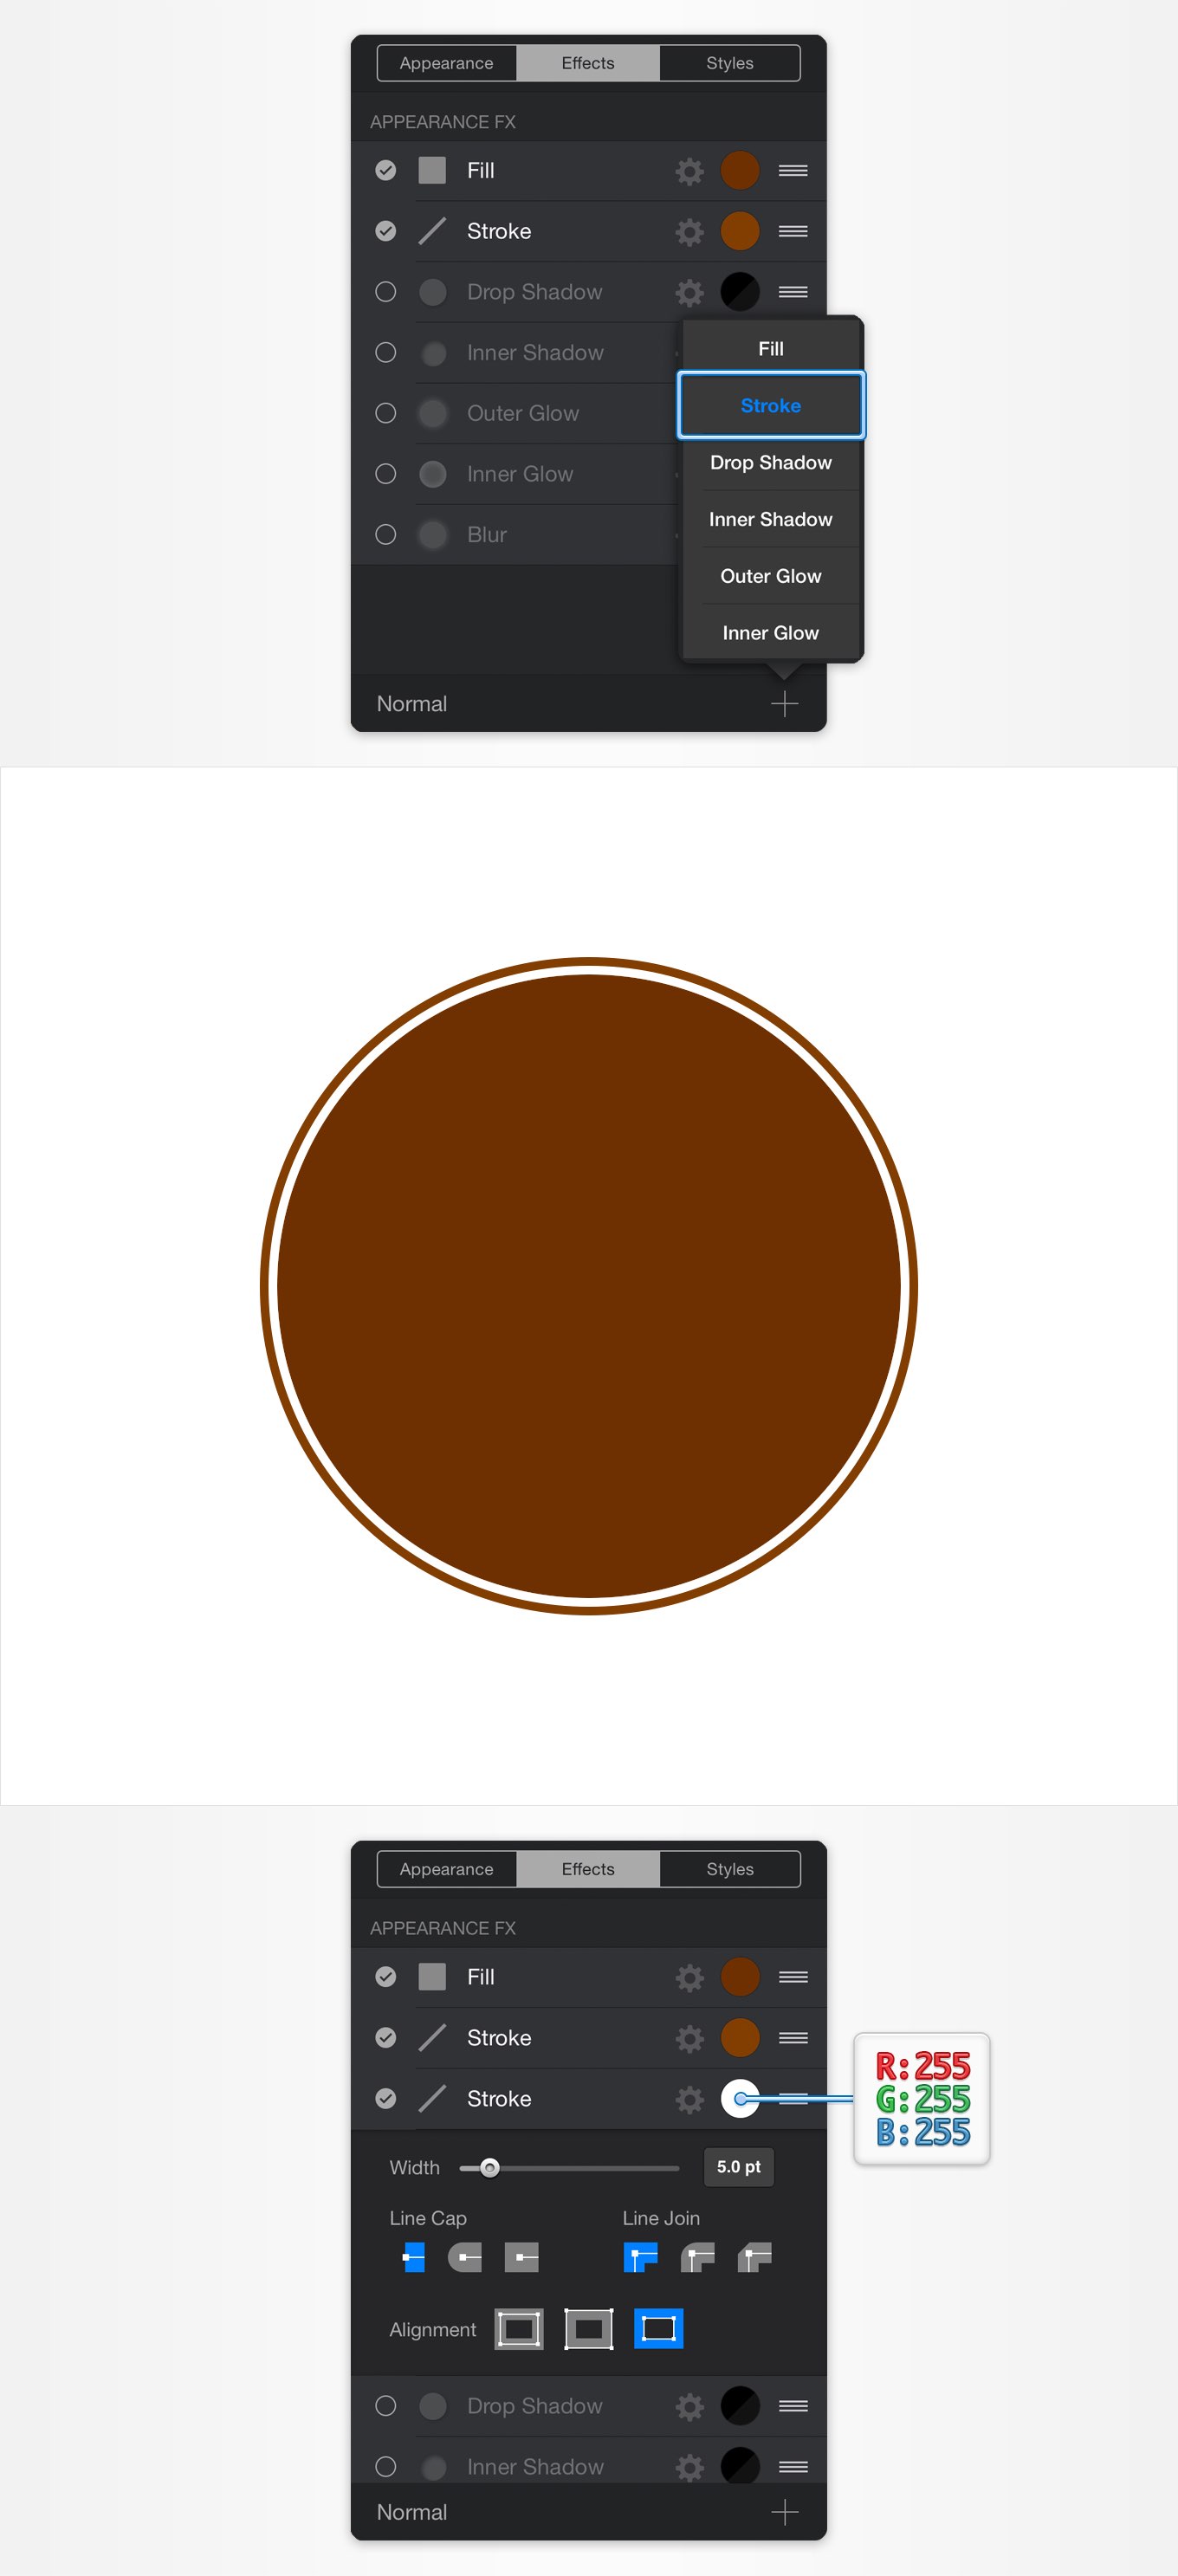 Appearance Effects Styles
APPEARANCE FX
Fill
Stroke
Drop Shadow
Inner Shadow
Outer Glow
Inner Glow
Blur
Fill
Stroke
Drop Shadow
Inner Shadow
Outer Glow
Inner Glow
Normal
Appearance Effects Styles
APPEARANCE FX
Fill
Stroke
Stroke
R:255
G:255
B:255
Width 5.0 pt
Line Cap Line Join
Alignment
Drop Shadow
Inner Shadow
Normal